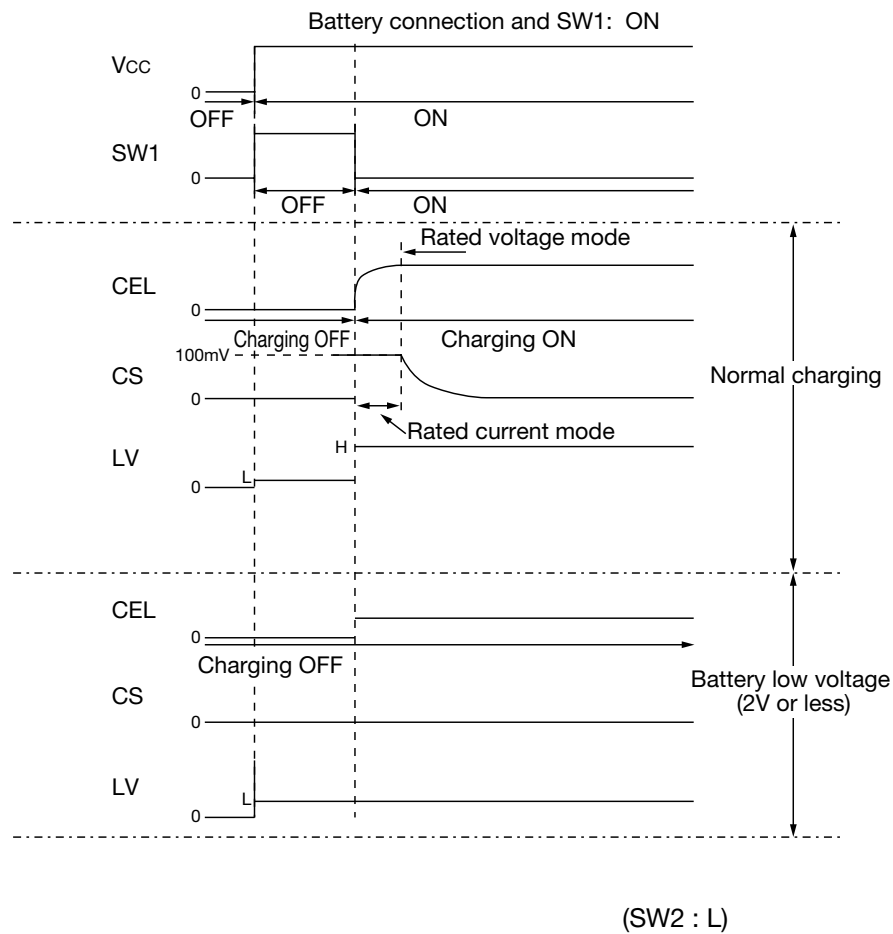 Battery connection and SW1: ON
VCC
0
OFF
ON
SW1
0
OFF
ON
Rated voltage mode
CEL
0
Charging OFF
Charging ON
100mV
CS
0
Normal charging
Rated current mode
H
LV
L
0
CEL
0
Charging OFF
Battery low voltage
(2V or less)
CS
0
LV
L
0
(SW2 : L)